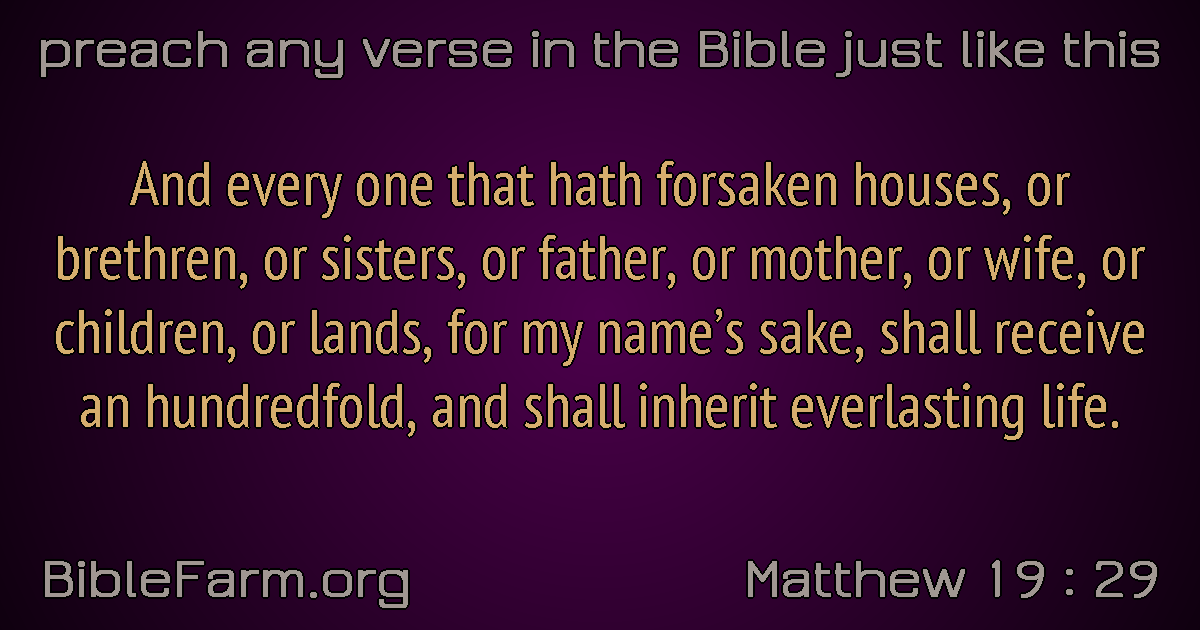 preach any verse in the Bible just like this
And every one that hath forsaken houses, or
brethren, or sisters, or father, or mother, or wife, or
children, or lands, for my name’s sake, shall receive
an hundredfold, and shall inherit everlasting life.
BibleFarm.org
Matthew 19 : 29